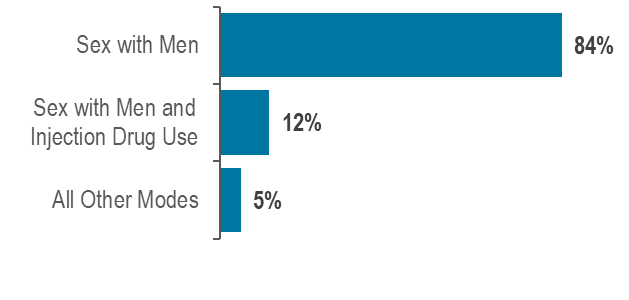 Sex with Men
84%
Sex with Men and
Injection Drug Use
12%
All Other Modes
5%